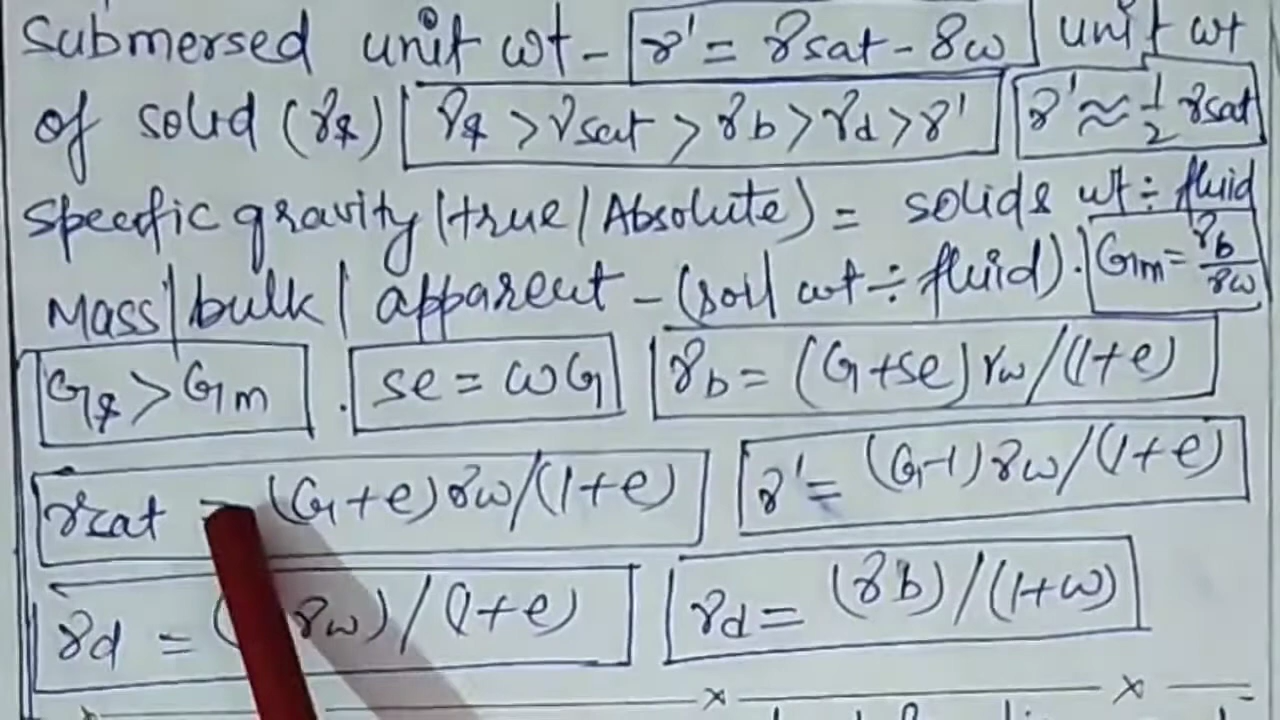 Submersed unit wt - γ' = γsat - γw unit wt
of solid (γs) γs > γsat > γb > γd > γ' γ' ≈ 1/2 γsat
Specific gravity (true/Absolute) = solids wt ÷ fluid
Mass/bulk/apparent - (soil wt ÷ fluid). Gm = γb/γw
Gs > Gm . se = ωG γb = (G+se)γw/(1+e)
γsat = (G+e)γw/(1+e) γ' = (G-1)γw/(1+e)
γd = ( γw)/(1+e) γd = (γb)/(1+ω)